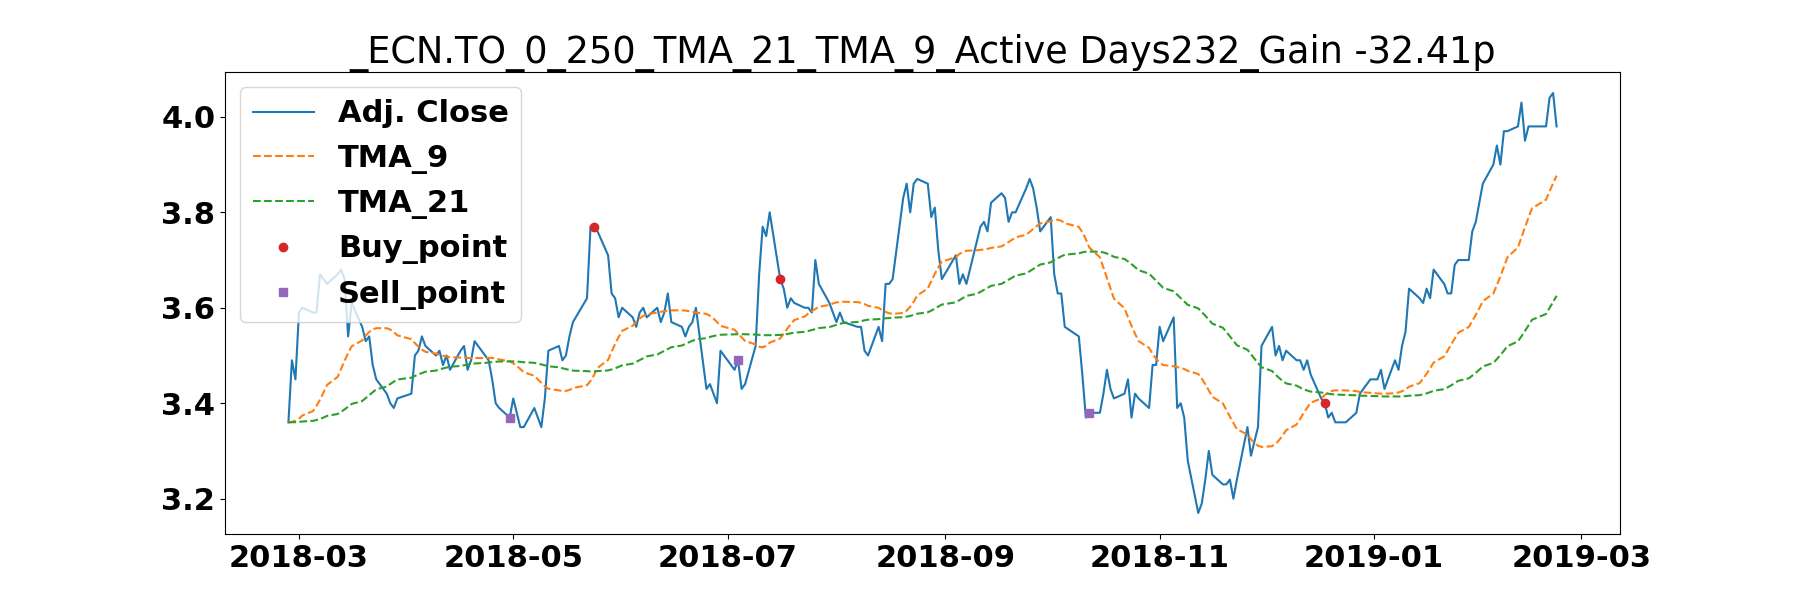 _ECN.TO_0_250_TMA_21_TMA_9_Active Days232_Gain -32.41p
Adj. Close
TMA_9
TMA_21
Buy_point
Sell_point
4.0
3.8
3.6
3.4
3.2
2018-03 2018-05 2018-07 2018-09 2018-11 2019-01 2019-03